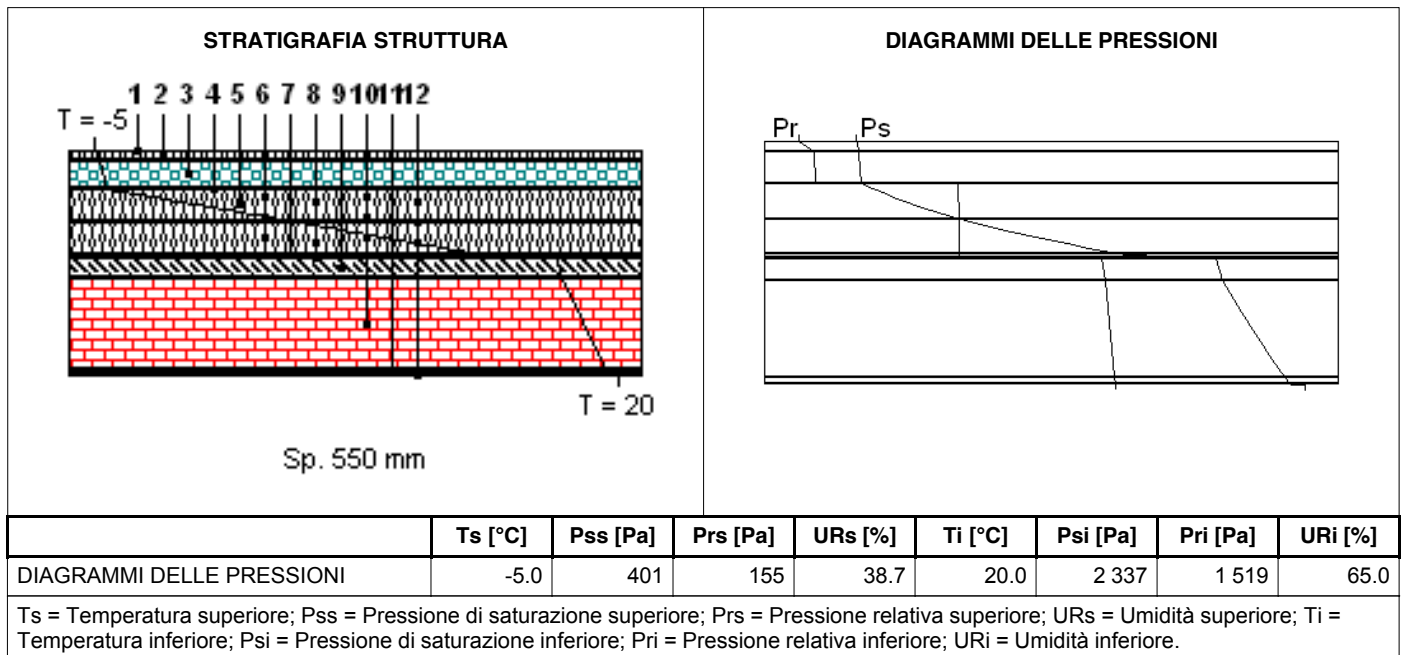 STRATIGRAFIA STRUTTURA
DIAGRAMMI DELLE PRESSIONI
1 2 3 4 5 6 7 8 9 10 11 12
T = -5
T = 20
Sp. 550 mm
Pr Ps
Ts [°C] Pss [Pa] Prs [Pa] URs [%] Ti [°C] Psi [Pa] Pri [Pa] URi [%]
DIAGRAMMI DELLE PRESSIONI -5.0 401 155 38.7 20.0 2 337 1 519 65.0
Ts = Temperatura superiore; Pss = Pressione di saturazione superiore; Prs = Pressione relativa superiore; URs = Umidità superiore; Ti =
Temperatura inferiore; Psi = Pressione di saturazione inferiore; Pri = Pressione relativa inferiore; URi = Umidità inferiore.